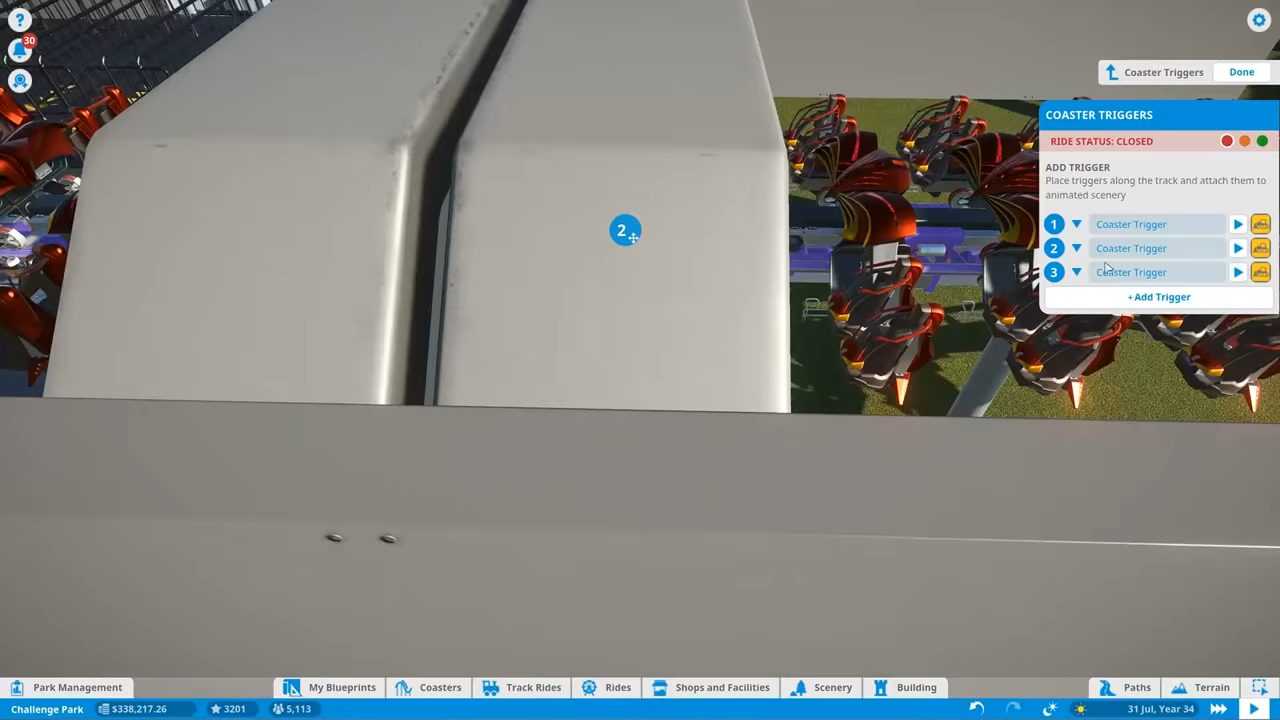 ?
30
Coaster Triggers
Done
COASTER TRIGGERS
RIDE STATUS: CLOSED
ADD TRIGGER
Place triggers along the track and attach them to
animated scenery
1 Coaster Trigger
2 Coaster Trigger
3 Coaster Trigger
+Add Trigger
2
Park Management
My Blueprints
Coasters
Track Rides
Rides
Shops and Facilities
Scenery
Building
Paths
Terrain
Challenge Park
$338,217.26
3201
5,113
31 Jul, Year 34